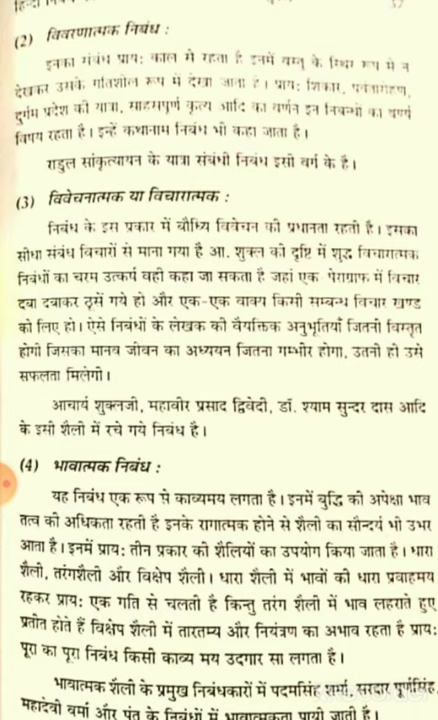 हिन्दी
(2) विवरणात्मक निबंध :
इनका संबंध प्रायः काल से रहता है इनमें वस्तु के स्थिर रूप में न
देखकर उसके गतिशील रूप में देखा जाता है। प्रायः शिकार, पर्वतारोहण,
दुर्गम प्रदेश की यात्रा, साहसपूर्ण कृत्य आदि का वर्णन इन निबन्धों का वर्ण्य
विषय रहता है। इन्हें कथानाम निबंध भी कहा जाता है।
राहुल सांकृत्यायन के यात्रा संबंधी निबंध इसी वर्ग के है।
(3) विवेचनात्मक या विचारात्मक :
निबंध के इस प्रकार में बौध्यि विवेचन की प्रधानता रहती है। इसका
सीधा संबंध विचारों से माना गया है आ. शुक्ल की दृष्टि में शुद्ध विचारात्मक
निबंधों का चरम उत्कर्ष वही कहा जा सकता है जहां एक पेराग्राफ में विचार
दबा दबाकर ठूसें गये हो और एक-एक वाक्य किसी सम्बन्ध विचार खण्ड
को लिए हो। ऐसे निबंधों के लेखक की वैयक्तिक अनुभूतियाँ जितनी विस्तृत
होगी जिसका मानव जीवन का अध्ययन जितना गम्भीर होगा, उतनी ही उसे
सफलता मिलेगी।
आचार्य शुक्लजी, महावीर प्रसाद द्विवेदी, डॉ. श्याम सुन्दर दास आदि
के इसी शैली में रचे गये निबंध है।
(4) भावात्मक निबंध :
यह निबंध एक रूप से काव्यमय लगता है। इनमें बुद्धि की अपेक्षा भाव
तत्व की अधिकता रहती है इनके रागात्मक होने से शैली का सौन्दर्य भी उभर
आता है। इनमें प्रायः तीन प्रकार की शैलियों का उपयोग किया जाता है। धारा
शैली, तरंगशैली और विक्षेप शैली। धारा शैली में भावों की धारा प्रवाहमय
रहकर प्रायः एक गति से चलती है किन्तु तरंग शैली में भाव लहराते हुए
प्रतीत होते हैं विक्षेप शैली में तारतम्य और नियंत्रण का अभाव रहता है प्रायः
पूरा का पूरा निबंध किसी काव्य मय उदगार सा लगता है।
भावात्मक शैली के प्रमुख निबंधकारों में पदमसिंह शर्मा, सरदार पूर्णसिंह,
महादेवी वर्मा और पंत के निबंधों में भावात्मकता पायी जाती है।